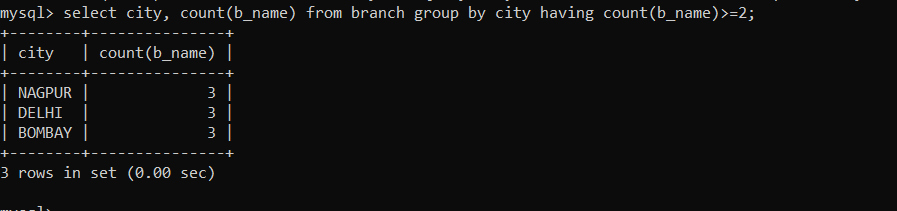 mysql> select city, count(b_name) from branch group by city having count(b_name)>=2;
+--------+---------------+
| city   | count(b_name) |
+--------+---------------+
| NAGPUR |             3 |
| DELHI  |             3 |
| BOMBAY |             3 |
+--------+---------------+
3 rows in set (0.00 sec)
mysql>